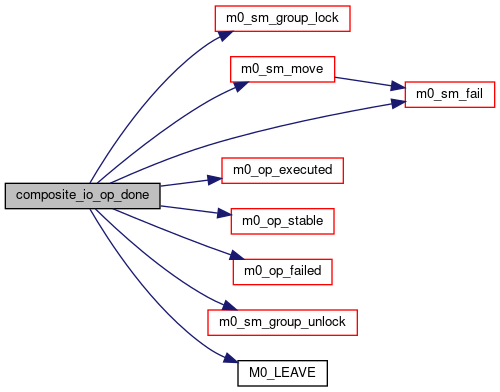 m0_sm_group_lock
m0_sm_move
m0_sm_fail
m0_op_executed
composite_io_op_done
m0_op_stable
m0_op_failed
m0_sm_group_unlock
M0_LEAVE